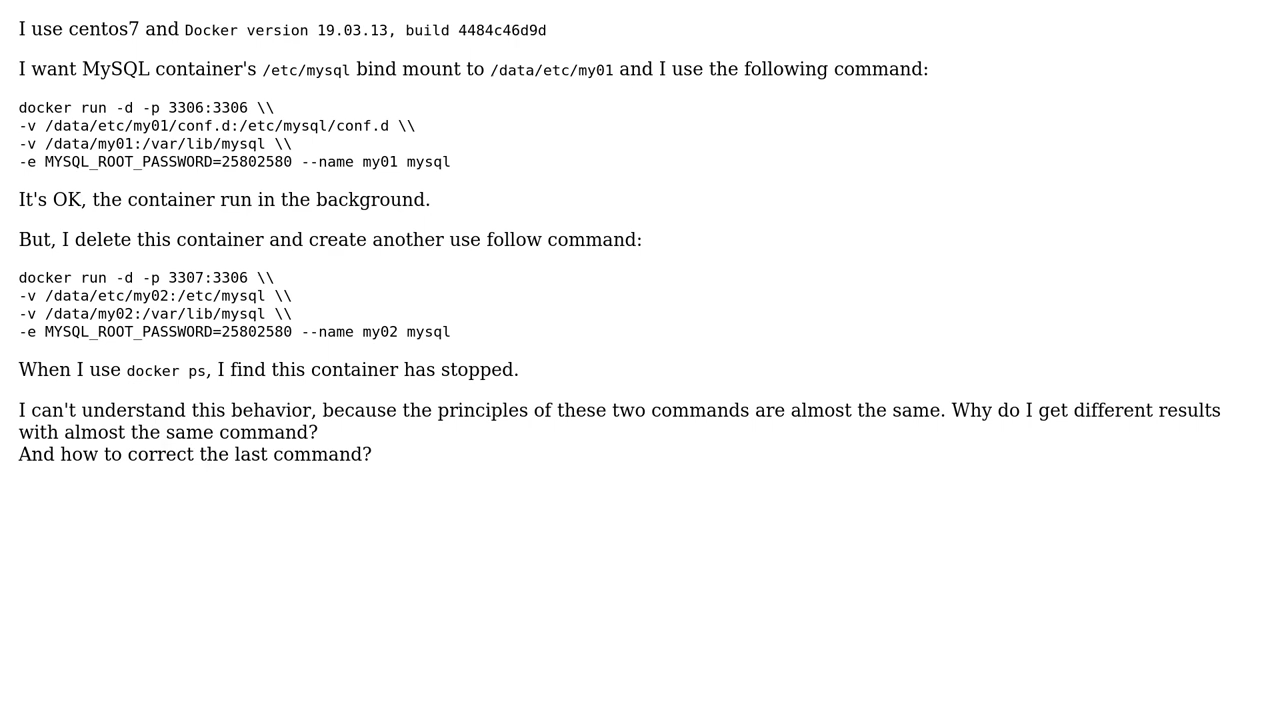 I use centos7 and Docker version 19.03.13, build 4484c46d9d
I want MySQL container's /etc/mysql bind mount to /data/etc/my01 and I use the following command:
docker run -d -p 3306:3306 \\
-v /data/etc/my01/conf.d:/etc/mysql/conf.d \\
-v /data/my01:/var/lib/mysql \\
-e MYSQL_ROOT_PASSWORD=25802580 --name my01 mysql
It's OK, the container run in the background.
But, I delete this container and create another use follow command:
docker run -d -p 3307:3306 \\
-v /data/etc/my02:/etc/mysql \\
-v /data/my02:/var/lib/mysql \\
-e MYSQL_ROOT_PASSWORD=25802580 --name my02 mysql
When I use docker ps, I find this container has stopped.
I can't understand this behavior, because the principles of these two commands are almost the same. Why do I get different results
with almost the same command?
And how to correct the last command?